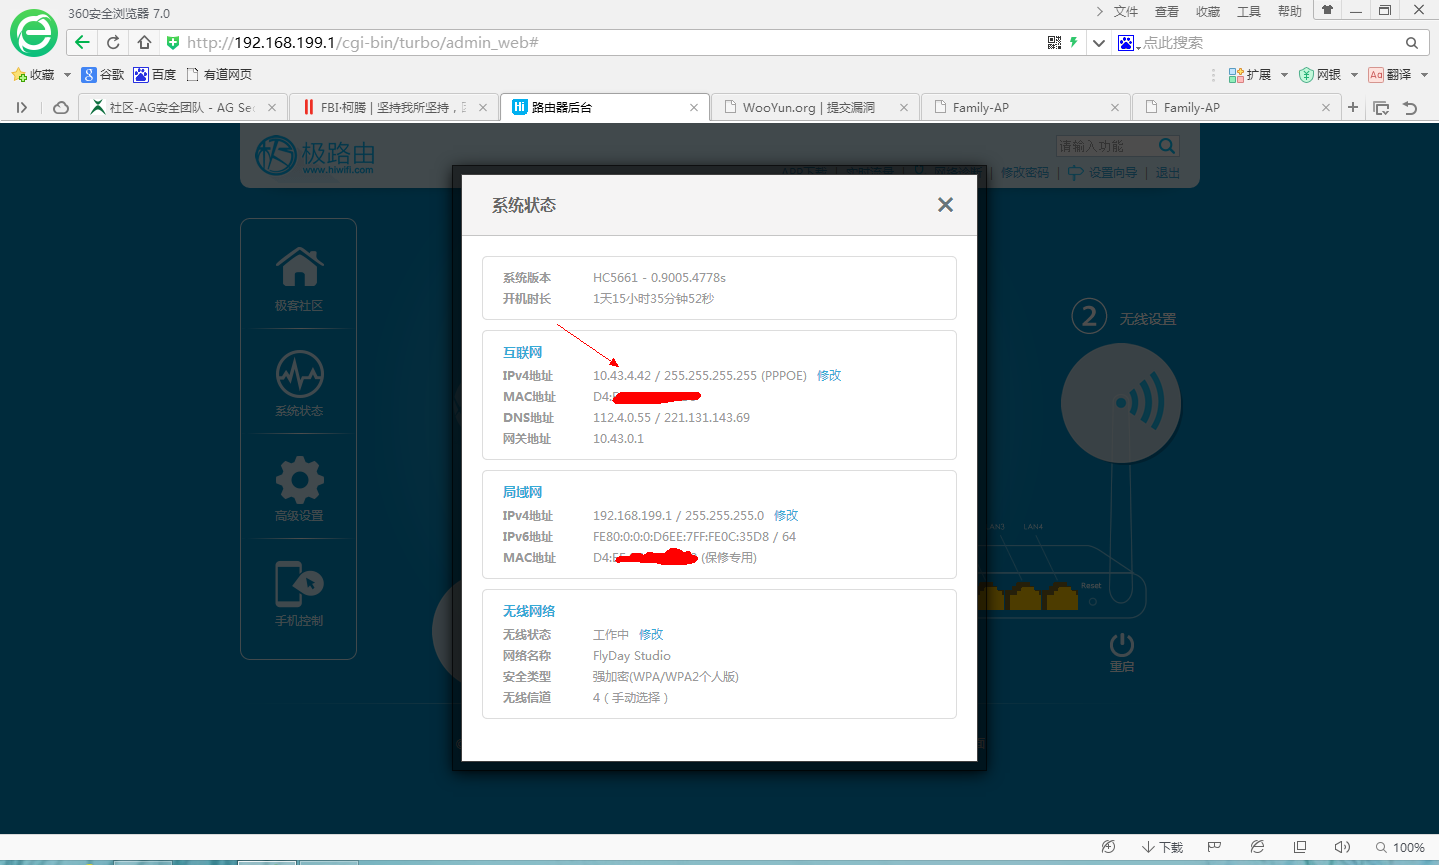 360安全浏览器 7.0
文件 查看 收藏 工具 帮助
http://192.168.199.1/cgi-bin/turbo/admin_web#
点此搜索
收藏 谷歌 百度 有道网页
扩展 网银 翻译
社区-AG安全团队 - AG Se
FBI-柯腾 | 坚持我所坚持，
Hi 路由器后台
WooYun.org | 提交漏洞
Family-AP
Family-AP
极路由
www.hiwifi.com
请输入功能
修改密码 | 设置向导 | 退出
系统状态
系统版本 HC5661 - 0.9005.4778s
开机时长 1天15小时35分钟52秒
互联网
IPv4地址 10.43.4.42 / 255.255.255.255 (PPPOE) 修改
MAC地址 D4:
DNS地址 112.4.0.55 / 221.131.143.69
网关地址 10.43.0.1
局域网
IPv4地址 192.168.199.1 / 255.255.255.0 修改
IPv6地址 FE80:0:0:0:D6EE:7FF:FE0C:35D8 / 64
MAC地址 D4: (保修专用)
无线网络
无线状态 工作中 修改
网络名称 FlyDay Studio
安全类型 强加密(WPA/WPA2个人版)
无线信道 4 ( 手动选择 )
极客社区
系统状态
高级设置
手机控制
2 无线设置
LAN3 LAN4
Reset
重启
下载
100%